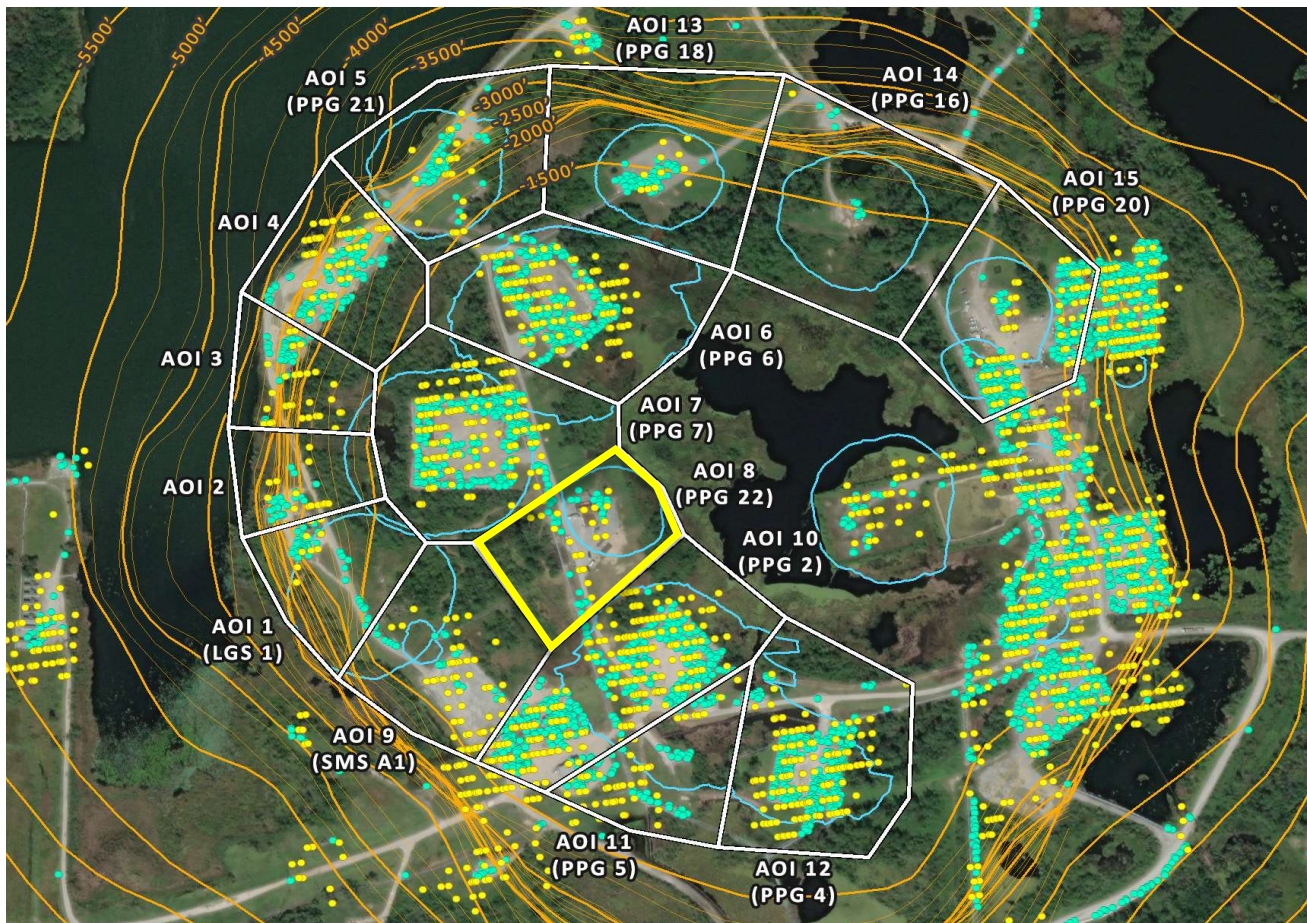 -5500'
-5000'
-4500'
-4000'
-3500'
-3000'
-2500'
-2000'
-1500'
AOI 13
(PPG 18)
AOI 14
(PPG 16)
AOI 5
(PPG 21)
AOI 15
(PPG 20)
AOI 4
AOI 3
AOI 6
(PPG 6)
AOI 7
(PPG 7)
AOI 2
AOI 8
(PPG 22)
AOI 10
(PPG 2)
AOI 1
(LGS 1)
AOI 9
(SMS A1)
AOI 11
(PPG 5)
AOI 12
(PPG 4)